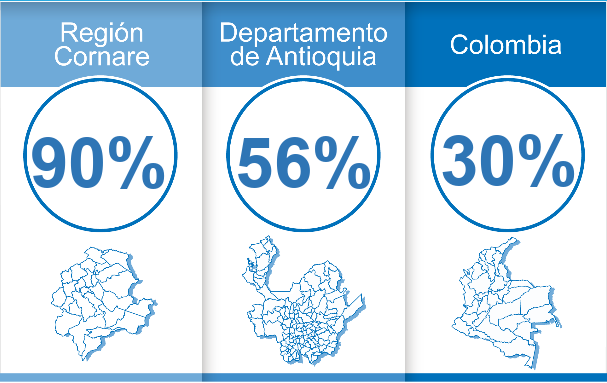 Región
Cornare
Departamento
de Antioquia
Colombia
90%
56%
30%